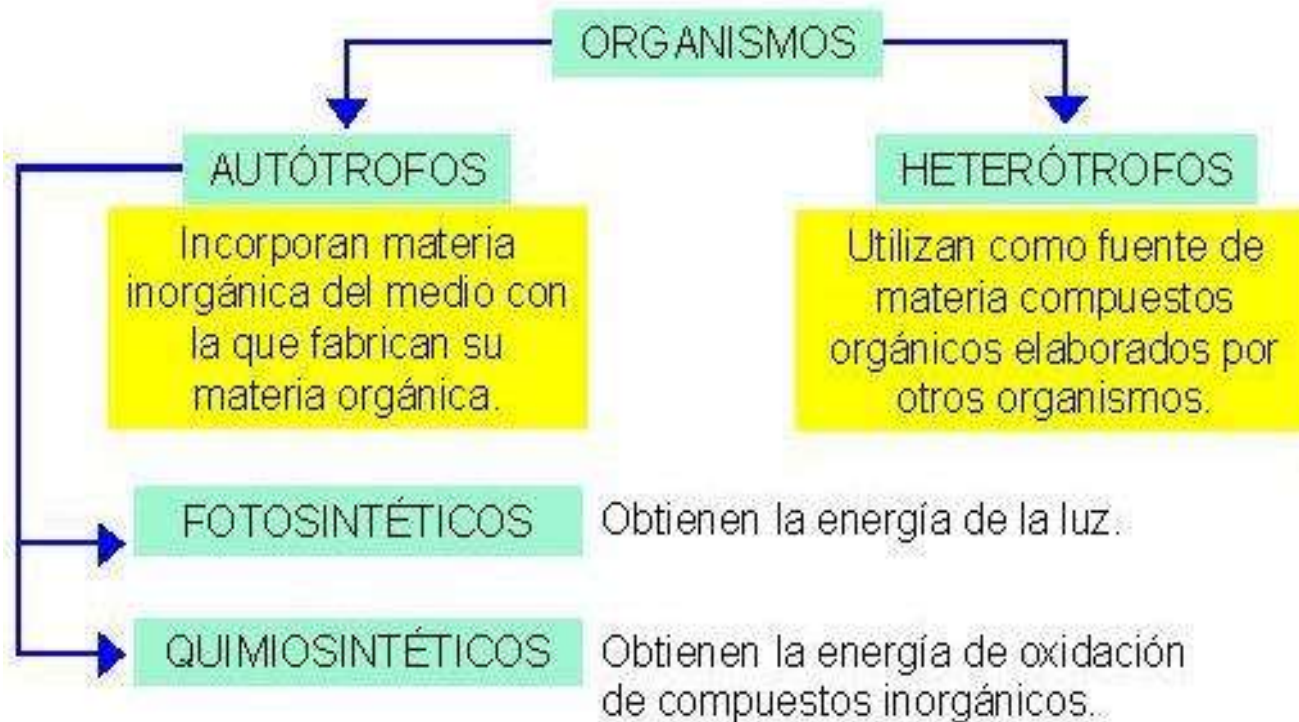 ORGANISMOS
AUTÓTROFOS
Incorporan materia
inorgánica del medio con
la que fabrican su
materia orgánica.
HETERÓTROFOS
Utilizan como fuente de
materia compuestos
orgánicos elaborados por
otros organismos.
FOTOSINTÉTICOS
Obtienen la energía de la luz.
QUIMIOSINTÉTICOS
Obtienen la energía de oxidación
de compuestos inorgánicos.